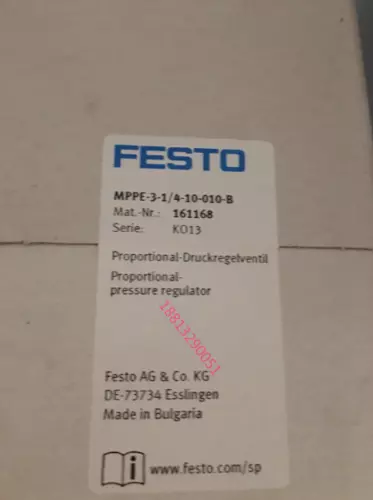 FESTO
MPPE-3-1/4-10-010-B
Mat.-Nr.: 161168
Serie: KO13
Proportional-Druckregelventil
Proportional-
pressure regulator
18813290051
Festo AG & Co. KG
DE-73734 Esslingen
Made in Bulgaria
www.festo.com/sp